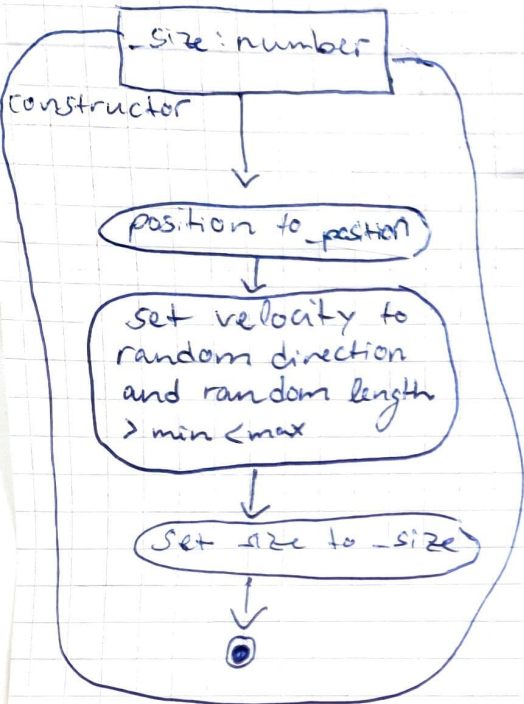 _size: number
constructor
position to _position
set velocity to
random direction
and random length
> min < max
set size to _size